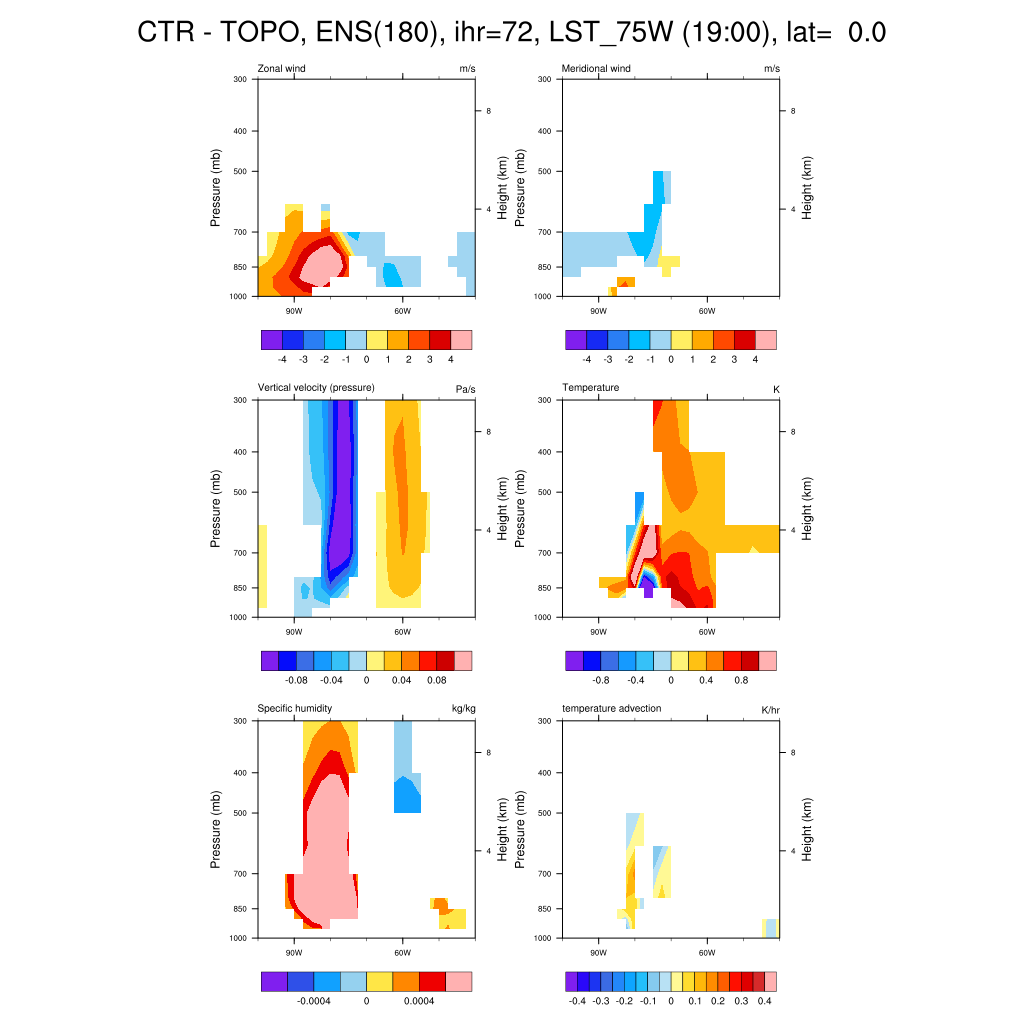 CTR - TOPO, ENS(180), ihr=72, LST_75W (19:00), lat=  0.0
Zonal wind m/s
Pressure (mb)
300
400
500
700
850
1000
8
4
Height (km)
90W 60W
-4 -3 -2 -1 0 1 2 3 4
Meridional wind m/s
Pressure (mb)
300
400
500
700
850
1000
8
4
Height (km)
90W 60W
-4 -3 -2 -1 0 1 2 3 4
Vertical velocity (pressure) Pa/s
Pressure (mb)
300
400
500
700
850
1000
8
4
Height (km)
90W 60W
-0.08 -0.04 0 0.04 0.08
Temperature K
Pressure (mb)
300
400
500
700
850
1000
8
4
Height (km)
90W 60W
-0.8 -0.4 0 0.4 0.8
Specific humidity kg/kg
Pressure (mb)
300
400
500
700
850
1000
8
4
Height (km)
90W 60W
-0.0004 0 0.0004
temperature advection K/hr
Pressure (mb)
300
400
500
700
850
1000
8
4
Height (km)
90W 60W
-0.4 -0.3 -0.2 -0.1 0 0.1 0.2 0.3 0.4